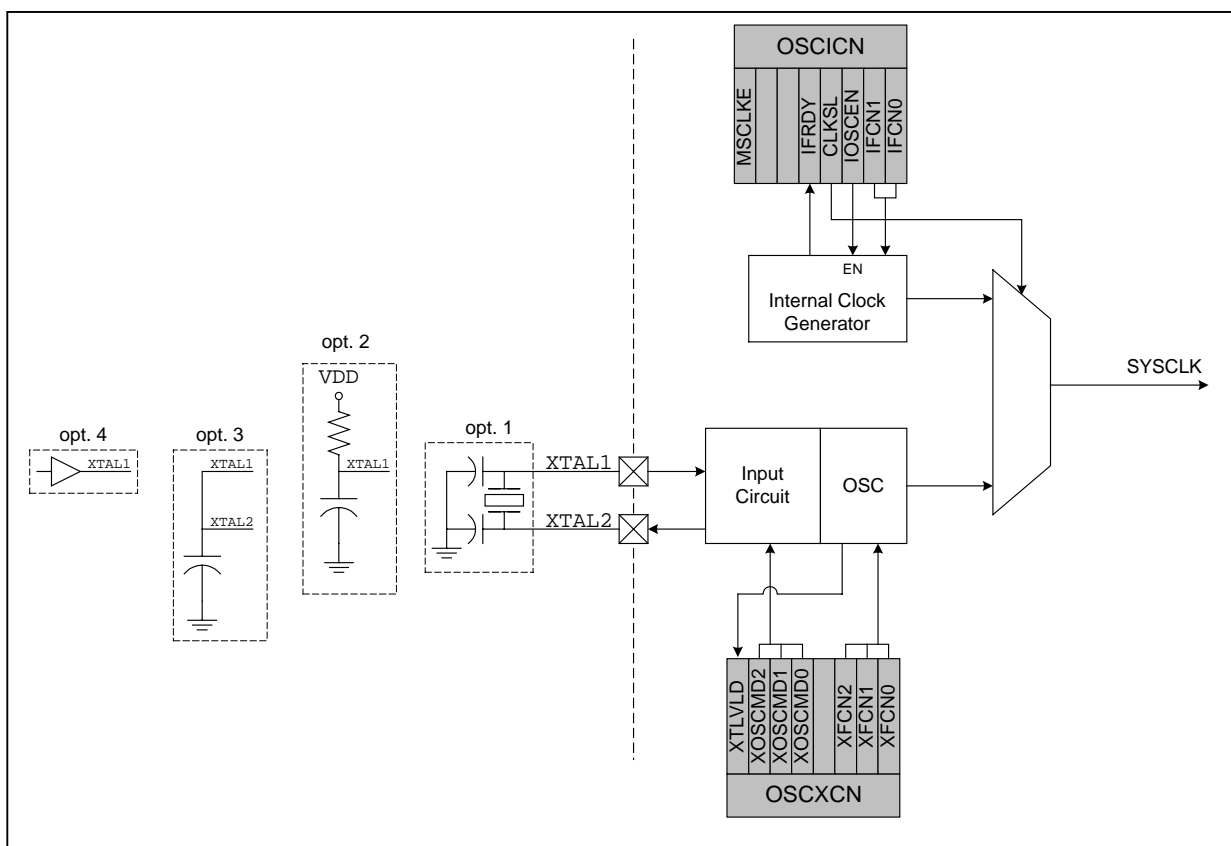 OSCICN
MSCLKE
IFRDY
CLKSL
IOSCEN
IFCN1
IFCN0
EN
Internal Clock
Generator
opt. 2
VDD
XTAL1
opt. 4
XTAL1
opt. 3
XTAL1
XTAL2
opt. 1
XTAL1
XTAL2
Input
Circuit
OSC
SYSCLK
XTLVLD
XOSCMD2
XOSCMD1
XOSCMD0
XFCN2
XFCN1
XFCN0
OSCXCN